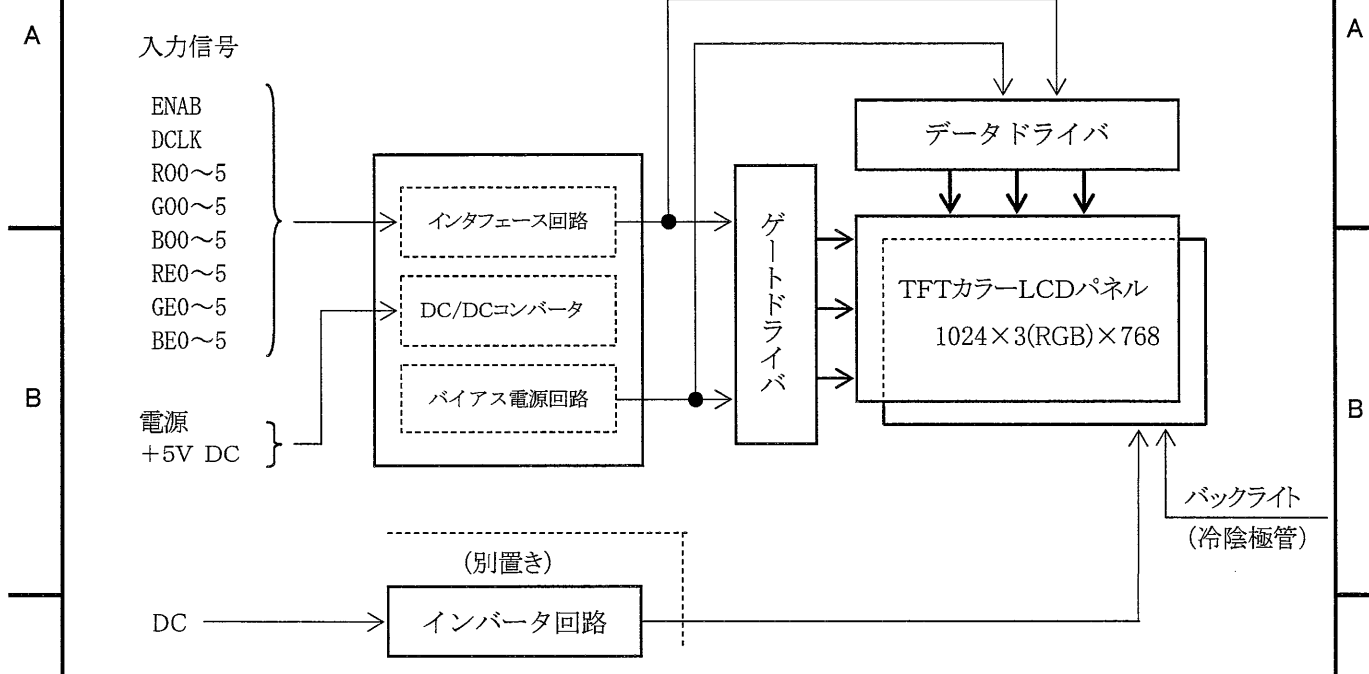 A
A
入力信号
ENAB
DCLK
RO0～5
GO0～5
BO0～5
RE0～5
GE0～5
BE0～5
電源
＋5V DC
インタフェース回路
DC/DCコンバータ
バイアス電源回路
ゲートドライバ
データドライバ
TFTカラーLCDパネル
1024×3(RGB)×768
B
B
バックライト
(冷陰極管)
(別置き)
DC
インバータ回路